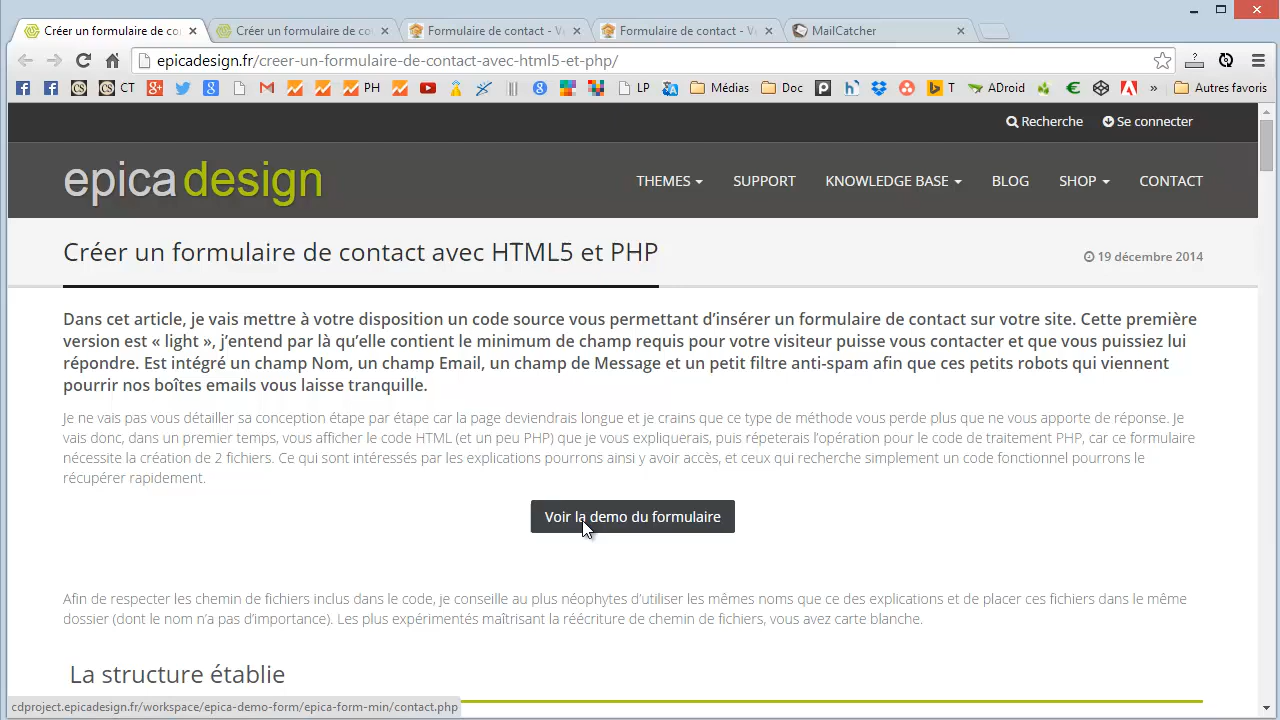 Créer un formulaire de co
Créer un formulaire de co
Formulaire de contact - V
Formulaire de contact - V
MailCatcher
epicadesign.fr/creer-un-formulaire-de-contact-avec-html5-et-php/
CT
PH
LP
Médias
Doc
T
ADroid
Autres favoris
Recherche
Se connecter
epicadesign
THEMES
SUPPORT
KNOWLEDGE BASE
BLOG
SHOP
CONTACT
Créer un formulaire de contact avec HTML5 et PHP
19 décembre 2014
Dans cet article, je vais mettre à votre disposition un code source vous permettant d’insérer un formulaire de contact sur votre site. Cette première
version est « light », j’entend par là qu’elle contient le minimum de champ requis pour votre visiteur puisse vous contacter et que vous puissiez lui
répondre. Est intégré un champ Nom, un champ Email, un champ de Message et un petit filtre anti-spam afin que ces petits robots qui viennent
pourrir nos boîtes emails vous laisse tranquille.
Je ne vais pas vous détailler sa conception étape par étape car la page deviendrais longue et je crains que ce type de méthode vous perde plus que ne vous apporte de réponse. Je
vais donc, dans un premier temps, vous afficher le code HTML (et un peu PHP) que je vous expliquerais, puis répeterais l’opération pour le code de traitement PHP, car ce formulaire
nécessite la création de 2 fichiers. Ce qui sont intéressés par les explications pourrons ainsi y avoir accès, et ceux qui recherche simplement un code fonctionnel pourrons le
récupérer rapidement.
Voir la demo du formulaire
Afin de respecter les chemin de fichiers inclus dans le code, je conseille au plus néophytes d’utiliser les mêmes noms que ce des explications et de placer ces fichiers dans le même
dossier (dont le nom n’a pas d’importance). Les plus expérimentés maîtrisant la réécriture de chemin de fichiers, vous avez carte blanche.
La structure établie
cdproject.epicadesign.fr/workspace/epica-demo-form/epica-form-min/contact.php